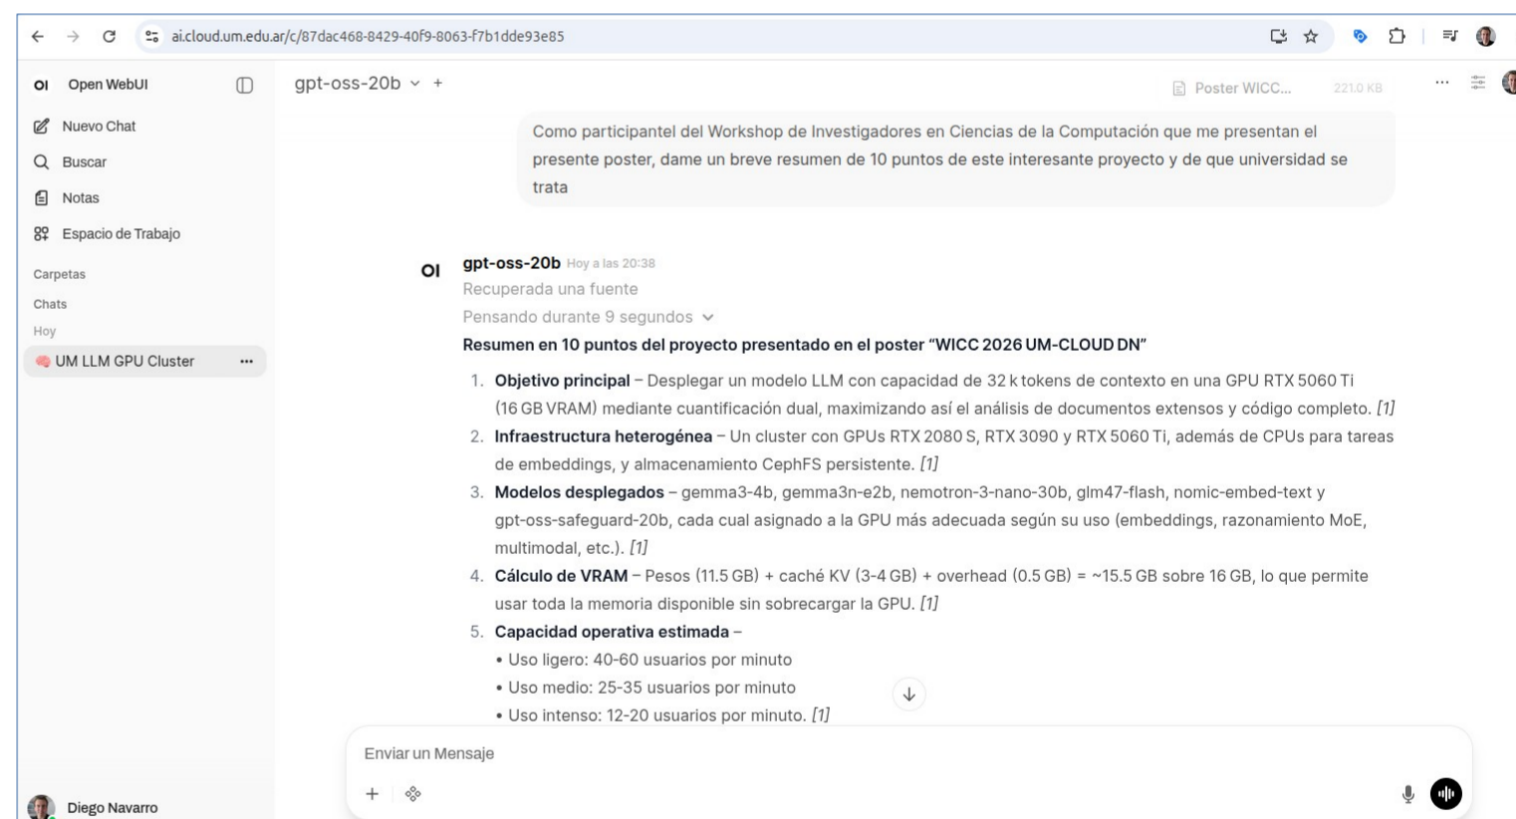 ai.cloud.um.edu.ar/c/87dac468-8429-40f9-8063-f7b1dde93e85
OI Open WebUI
gpt-oss-20b
Poster WICC... 221.0 KB
Nuevo Chat
Buscar
Notas
Espacio de Trabajo
Carpetas
Chats
Hoy
🧠 UM LLM GPU Cluster
Como participantel del Workshop de Investigadores en Ciencias de la Computación que me presentan el
presente poster, dame un breve resumen de 10 puntos de este interesante proyecto y de que universidad se
trata
OI gpt-oss-20b Hoy a las 20:38
Recuperada una fuente
Pensando durante 9 segundos
Resumen en 10 puntos del proyecto presentado en el poster “WICC 2026 UM-CLOUD DN”
1. Objetivo principal – Desplegar un modelo LLM con capacidad de 32 k tokens de contexto en una GPU RTX 5060 Ti
(16 GB VRAM) mediante cuantificación dual, maximizando así el análisis de documentos extensos y código completo. [1]
2. Infraestructura heterogénea – Un cluster con GPUs RTX 2080 S, RTX 3090 y RTX 5060 Ti, además de CPUs para tareas
de embeddings, y almacenamiento CephFS persistente. [1]
3. Modelos desplegados – gemma3-4b, gemma3n-e2b, nemotron-3-nano-30b, glm47-flash, nomic-embed-text y
gpt-oss-safeguard-20b, cada cual asignado a la GPU más adecuada según su uso (embeddings, razonamiento MoE,
multimodal, etc.). [1]
4. Cálculo de VRAM – Pesos (11.5 GB) + caché KV (3-4 GB) + overhead (0.5 GB) = ~15.5 GB sobre 16 GB, lo que permite
usar toda la memoria disponible sin sobrecargar la GPU. [1]
5. Capacidad operativa estimada –
• Uso ligero: 40-60 usuarios por minuto
• Uso medio: 25-35 usuarios por minuto
• Uso intenso: 12-20 usuarios por minuto. [1]
Enviar un Mensaje
Diego Navarro